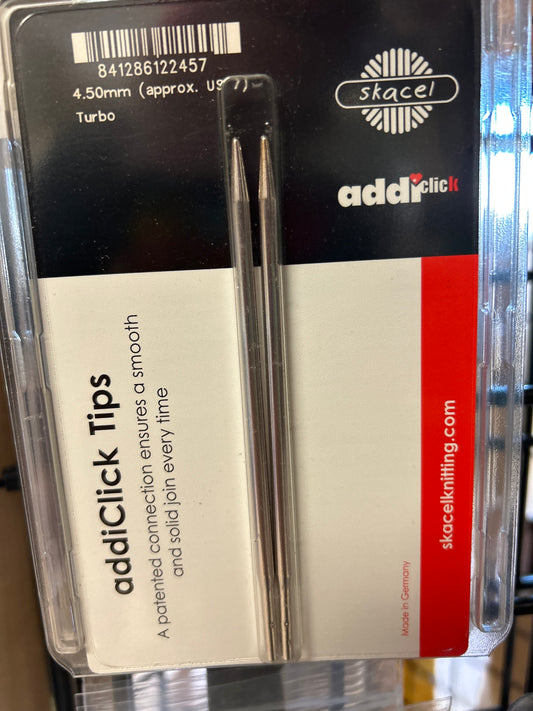 841286122457
4.50mm (approx. US 7)
Turbo
skacel
addiclick
addiClick Tips
A patented connection ensures a smooth
and solid join every time
skacelknitting.com
Made in Germany